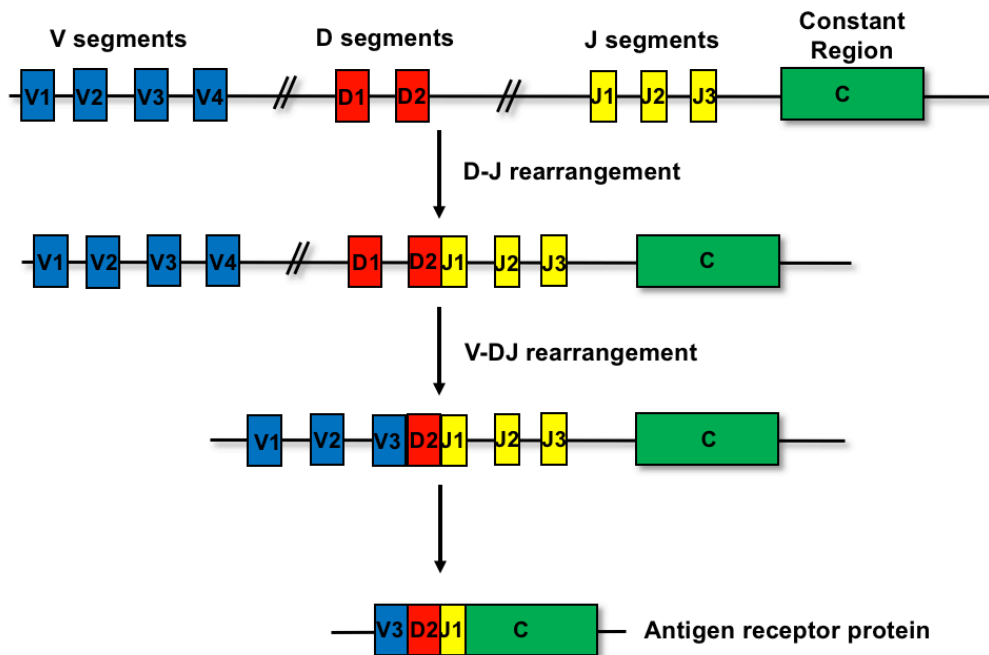 V segments D segments J segments Constant Region
V1 V2 V3 V4 D1 D2 J1 J2 J3 C
D-J rearrangement
V1 V2 V3 V4 D1 D2 J1 J2 J3 C
V-DJ rearrangement
V1 V2 V3 D2 J1 J2 J3 C
V3 D2 J1 C Antigen receptor protein